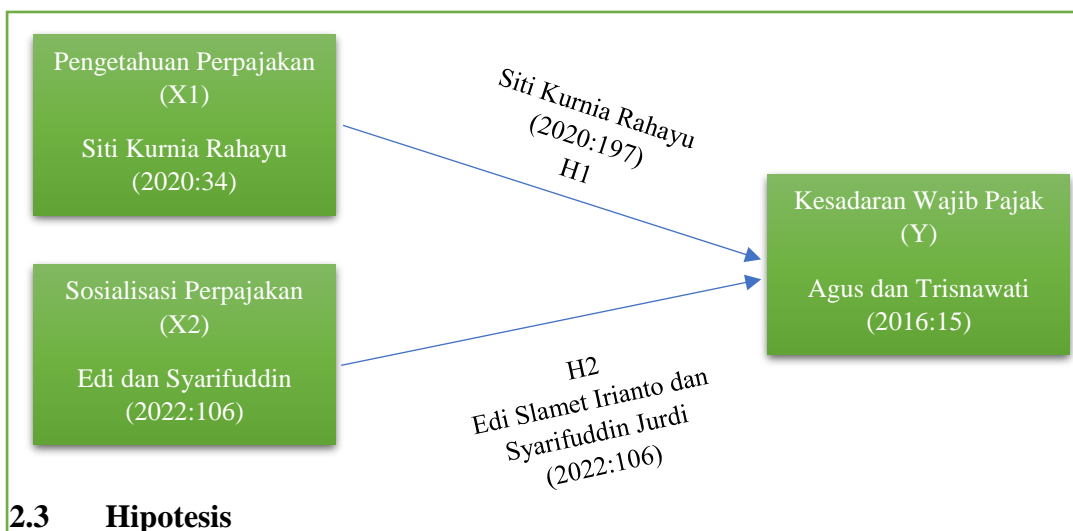 Pengetahuan Perpajakan
(X1)
Siti Kurnia Rahayu
(2020:34)
Siti Kurnia Rahayu
(2020:197)
H1
Kesadaran Wajib Pajak
(Y)
Agus dan Trisnawati
(2016:15)
Sosialisasi Perpajakan
(X2)
Edi dan Syarifuddin
(2022:106)
H2
Edi Slamet Irianto dan
Syarifuddin Jurdi
(2022:106)
2.3 Hipotesis